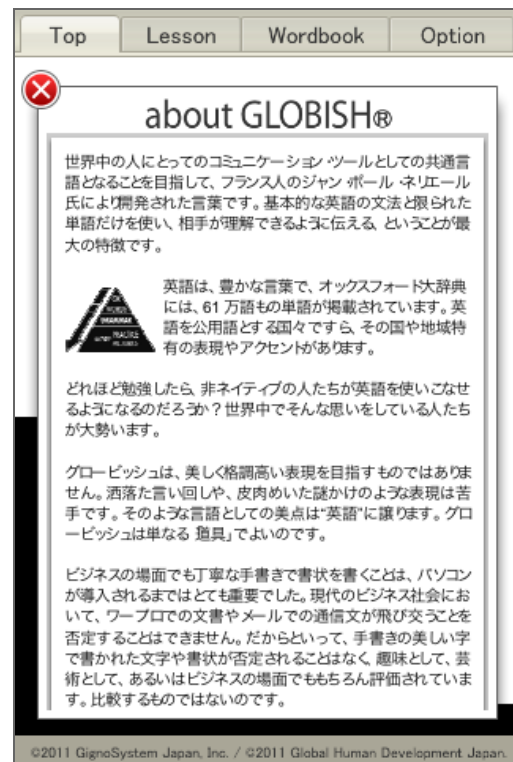 Top Lesson Wordbook Option
about GLOBISH®
世界中の人にとってのコミュニケーション・ツールとしての共通言
語となることを目指して、フランス人のジャン・ポール・ネリエール
氏により開発された言葉です。基本的な英語の文法と限られた
単語だけを使い、相手が理解できるように伝える、ということが最
大の特徴です。
英語は、豊かな言葉で、オックスフォード大辞典
には、61 万語もの単語が掲載されています。英
語を公用語とする国々ですら、その国や地域特
有の表現やアクセントがあります。
どれほど勉強したら、非ネイティブの人たちが英語を使いこなせ
るようになるのだろうか？世界中でそんな思いをしている人たち
が大勢います。
グロービッシュは、美しく格調高い表現を目指すものではありま
せん。洒落た言い回しや、皮肉めいた謎かけのような表現は苦
手です。そのような言語としての美点は“英語”に譲ります。グロ
ービッシュは単なる「道具」でよいのです。
ビジネスの場面でも丁寧な手書きで書状を書くことは、パソコン
が導入されるまではとても重要でした。現代のビジネス社会にお
いて、ワープロでの文書やメールでの通信文が飛び交うことを
否定することはできません。だからといって、手書きの美しい字
で書かれた文字や書状が否定されることはなく、趣味として、芸
術として、あるいはビジネスの場面でももちろん評価されていま
す。比較するものではないのです。
©2011 GignoSystem Japan, Inc. / ©2011 Global Human Development Japan.